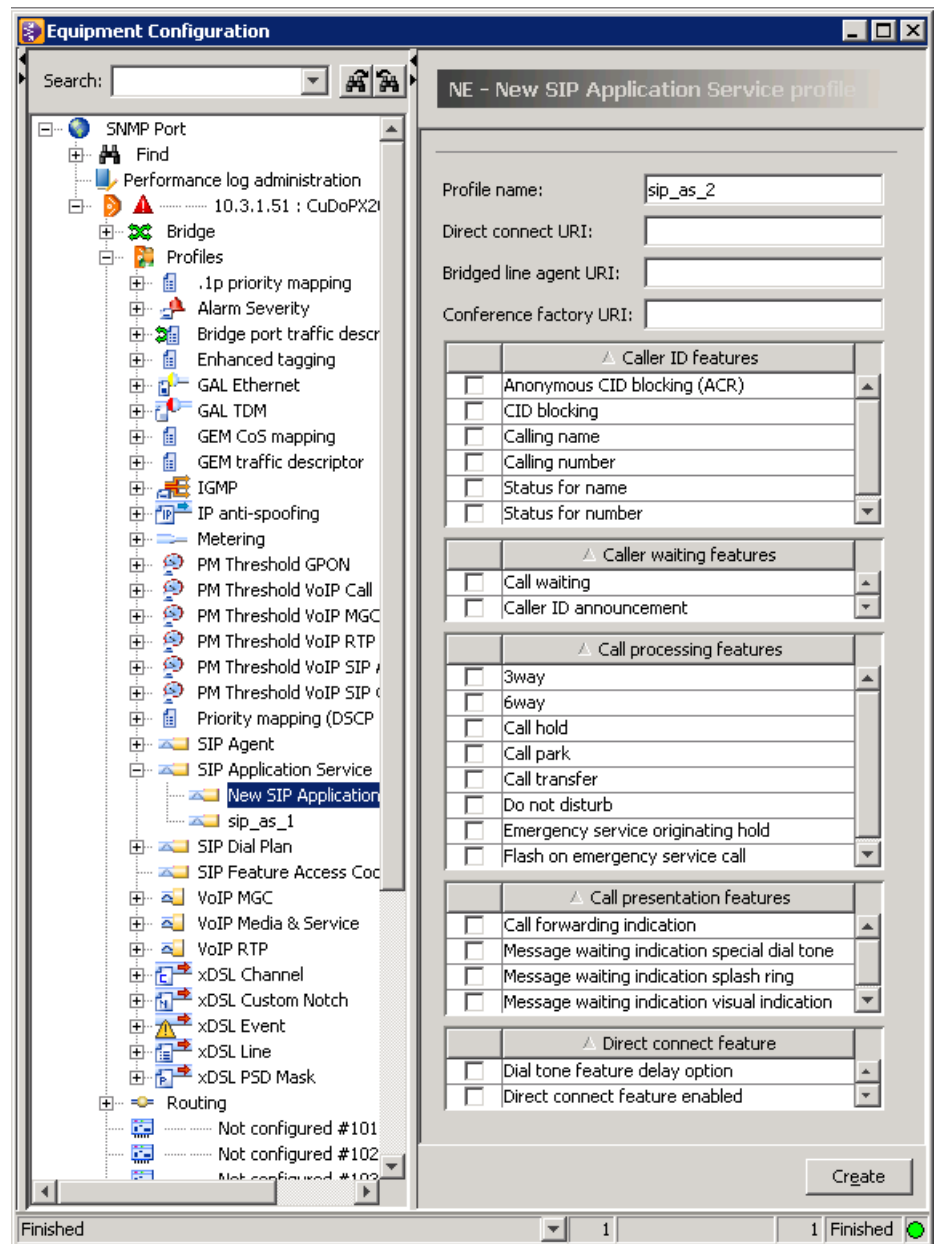 Equipment Configuration
Search:
SNMP Port
Find
Performance log administration
10.3.1.51 : CuDoPX2
Bridge
Profiles
.1p priority mapping
Alarm Severity
Bridge port traffic descr
Enhanced tagging
GAL Ethernet
GAL TDM
GEM CoS mapping
GEM traffic descriptor
IGMP
IP anti-spoofing
Metering
PM Threshold GPON
PM Threshold VoIP Call
PM Threshold VoIP MGC
PM Threshold VoIP RTP
PM Threshold VoIP SIP
PM Threshold VoIP SIP
Priority mapping (DSCP
SIP Agent
SIP Application Service
New SIP Application
sip_as_1
SIP Dial Plan
SIP Feature Access Coc
VoIP MGC
VoIP Media & Service
VoIP RTP
xDSL Channel
xDSL Custom Notch
xDSL Event
xDSL Line
xDSL PSD Mask
Routing
Not configured #101
Not configured #102
Not configured #103
NE - New SIP Application Service profile
Profile name: sip_as_2
Direct connect URI:
Bridged line agent URI:
Conference factory URI:
Caller ID features
Anonymous CID blocking (ACR)
CID blocking
Calling name
Calling number
Status for name
Status for number
Caller waiting features
Call waiting
Caller ID announcement
Call processing features
3way
6way
Call hold
Call park
Call transfer
Do not disturb
Emergency service originating hold
Flash on emergency service call
Call presentation features
Call forwarding indication
Message waiting indication special dial tone
Message waiting indication splash ring
Message waiting indication visual indication
Direct connect feature
Dial tone feature delay option
Direct connect feature enabled
Create
Finished 1 1 Finished